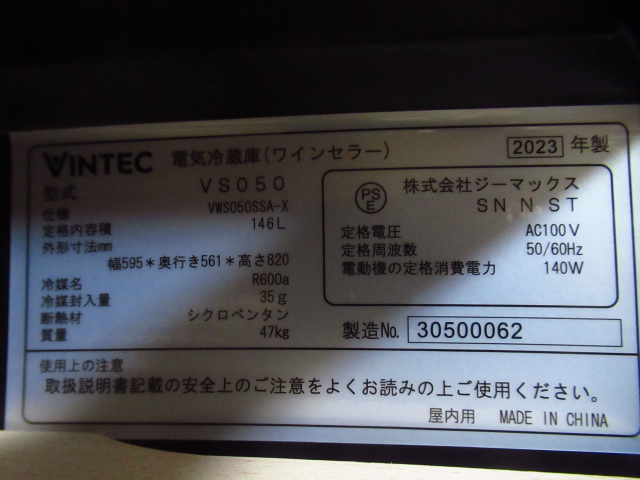 VINTEC 電気冷蔵庫(ワインセラー) 2023 年製
型式 VS050
仕様 VWS050SSA-X
定格内容積 146L
外形寸法mm
幅595*奥行き561*高さ820
冷媒名 R600a
冷媒封入量 35g
断熱材 シクロペンタン
質量 47kg
PSE 株式会社ジーマックス
SN N ST
定格電圧 AC100V
定格周波数 50/60Hz
電動機の定格消費電力 140W
製造No. 30500062
使用上の注意
取扱説明書記載の安全上のご注意をよくお読みの上ご使用ください。
屋内用 MADE IN CHINA